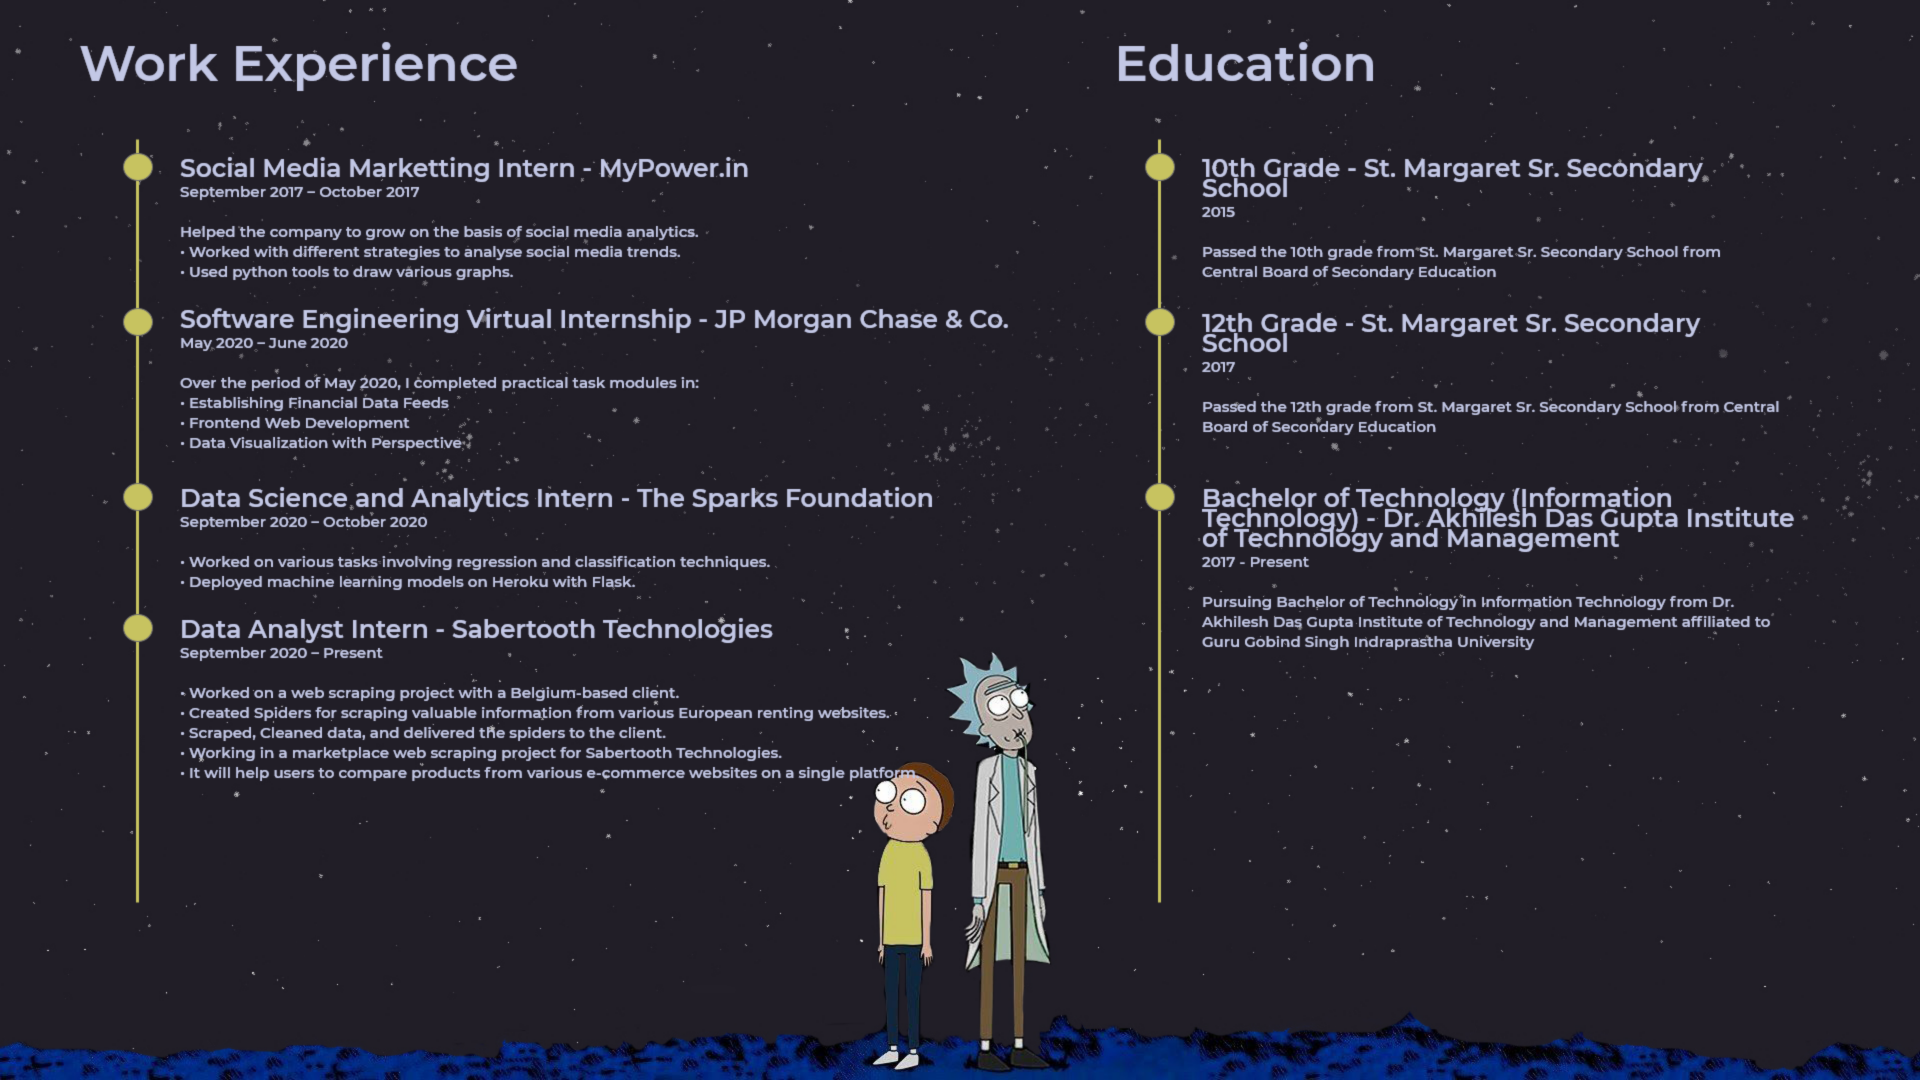 Work Experience
Social Media Marketting Intern - MyPower.in
September 2017 – October 2017
Helped the company to grow on the basis of social media analytics.
• Worked with different strategies to analyse social media trends.
• Used python tools to draw various graphs.
Software Engineering Virtual Internship - JP Morgan Chase & Co.
May 2020 – June 2020
Over the period of May 2020, I completed practical task modules in:
• Establishing Financial Data Feeds
• Frontend Web Development
• Data Visualization with Perspective
Data Science and Analytics Intern - The Sparks Foundation
September 2020 – October 2020
• Worked on various tasks involving regression and classification techniques.
• Deployed machine learning models on Heroku with Flask.
Data Analyst Intern - Sabertooth Technologies
September 2020 – Present
• Worked on a web scraping project with a Belgium-based client.
• Created Spiders for scraping valuable information from various European renting websites.
• Scraped, Cleaned data, and delivered the spiders to the client.
• Working in a marketplace web scraping project for Sabertooth Technologies.
• It will help users to compare products from various e-commerce websites on a single platform
Education
10th Grade - St. Margaret Sr. Secondary
School
2015
Passed the 10th grade from St. Margaret Sr. Secondary School from
Central Board of Secondary Education
12th Grade - St. Margaret Sr. Secondary
School
2017
Passed the 12th grade from St. Margaret Sr. Secondary School from Central
Board of Secondary Education
Bachelor of Technology (Information
Technology) - Dr. Akhilesh Das Gupta Institute
of Technology and Management
2017 - Present
Pursuing Bachelor of Technology in Information Technology from Dr.
Akhilesh Das Gupta Institute of Technology and Management affiliated to
Guru Gobind Singh Indraprastha University